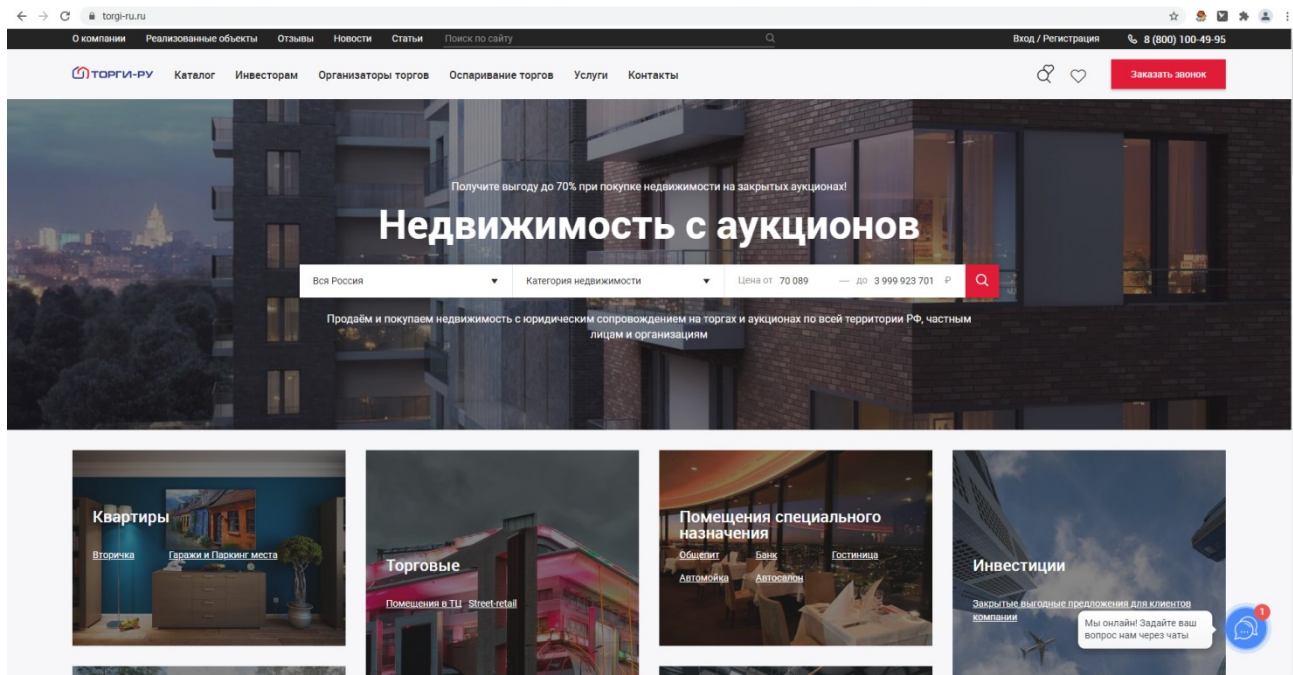 torgi-ru.ru
О компании Реализованные объекты Отзывы Новости Статьи Поиск по сайту Вход / Регистрация 8 (800) 100-49-95
ТОРГИ-РУ Каталог Инвесторам Организаторы торгов Оспаривание торгов Услуги Контакты Заказать звонок
Получите выгоду до 70% при покупке недвижимости на закрытых аукционах!
Недвижимость с аукционов
Вся Россия Категория недвижимости Цена от 70 089 — до 3 999 923 701 ₽
Продаём и покупаем недвижимость с юридическим сопровождением на торгах и аукционах по всей территории РФ, частным
лицам и организациям
Квартиры
Вторичка Гаражи и Паркинг места
Торговые
Помещения в ТЦ Street-retail
Помещения специального
назначения
Общепит Банк Гостиница
Автомойка Автосалон
Инвестиции
Закрытые выгодные предложения для клиентов
компании
Мы онлайн! Задайте ваш
вопрос нам через чаты
1